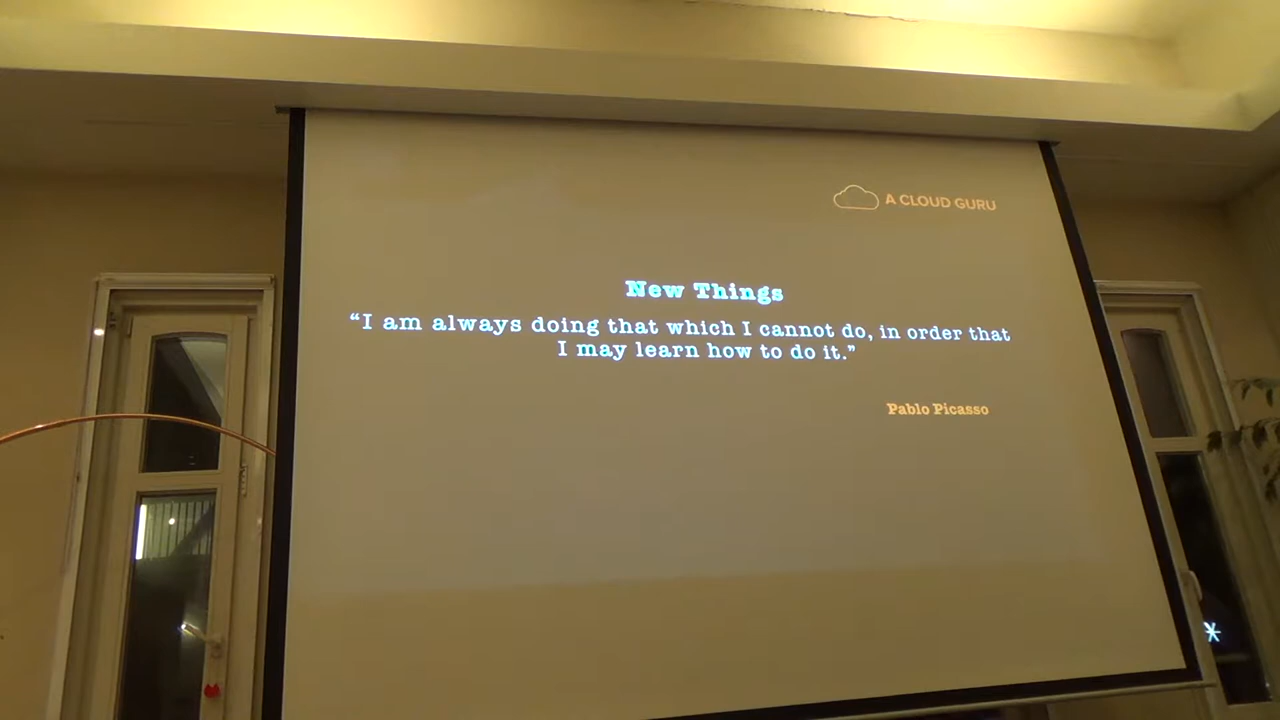 A CLOUD GURU
New Things
“I am always doing that which I cannot do, in order that
I may learn how to do it.”
Pablo Picasso